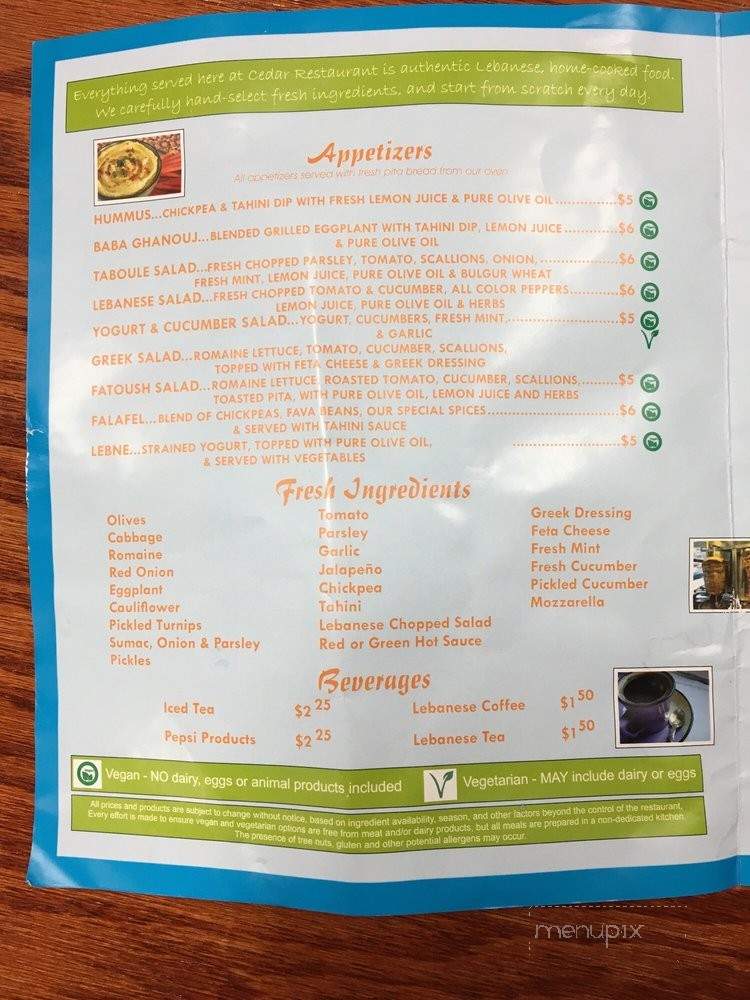 Everything served here at Cedar Restaurant is authentic Lebanese, home-cooked food.
We carefully hand-select fresh ingredients, and start from scratch every day.
Appetizers
All appetizers served with fresh pita bread from our oven
HUMMUS...CHICKPEA & TAHINI DIP WITH FRESH LEMON JUICE & PURE OLIVE OIL ..............$5
BABA GHANOUJ...BLENDED GRILLED EGGPLANT WITH TAHINI DIP, LEMON JUICE ............$6
& PURE OLIVE OIL
TABOULE SALAD...FRESH CHOPPED PARSLEY, TOMATO, SCALLIONS, ONION, ..................$6
FRESH MINT, LEMON JUICE, PURE OLIVE OIL & BULGUR WHEAT
LEBANESE SALAD...FRESH CHOPPED TOMATO & CUCUMBER, ALL COLOR PEPPERS...........$6
LEMON JUICE, PURE OLIVE OIL & HERBS
YOGURT & CUCUMBER SALAD...YOGURT, CUCUMBERS, FRESH MINT,.........................$5
& GARLIC
GREEK SALAD...ROMAINE LETTUCE, TOMATO, CUCUMBER, SCALLIONS,
TOPPED WITH FETA CHEESE & GREEK DRESSING
FATOUSH SALAD...ROMAINE LETTUCE, ROASTED TOMATO, CUCUMBER, SCALLIONS,.........$5
TOASTED PITA, WITH PURE OLIVE OIL, LEMON JUICE AND HERBS
FALAFEL...BLEND OF CHICKPEAS, FAVA BEANS, OUR SPECIAL SPICES..............................$6
& SERVED WITH TAHINI SAUCE
LEBNE...STRAINED YOGURT, TOPPED WITH PURE OLIVE OIL, .........................$5
& SERVED WITH VEGETABLES
Fresh Ingredients
Olives
Cabbage
Romaine
Red Onion
Eggplant
Cauliflower
Pickled Turnips
Sumac, Onion & Parsley
Pickles
Tomato
Parsley
Garlic
Jalapeño
Chickpea
Tahini
Lebanese Chopped Salad
Red or Green Hot Sauce
Greek Dressing
Feta Cheese
Fresh Mint
Fresh Cucumber
Pickled Cucumber
Mozzarella
Beverages
Iced Tea $2 25 Lebanese Coffee $1 50
Pepsi Products $2 25 Lebanese Tea $1 50
Vegan - NO dairy, eggs or animal products included Vegetarian - MAY include dairy or eggs
All prices and products are subject to change without notice, based on ingredient availability, season, and other factors beyond the control of the restaurant.
Every effort is made to ensure vegan and vegetarian options are free from meat and/or dairy products, but all meals are prepared in a non-dedicated kitchen.
The presence of tree nuts, gluten and other potential allergens may occur.
menupix